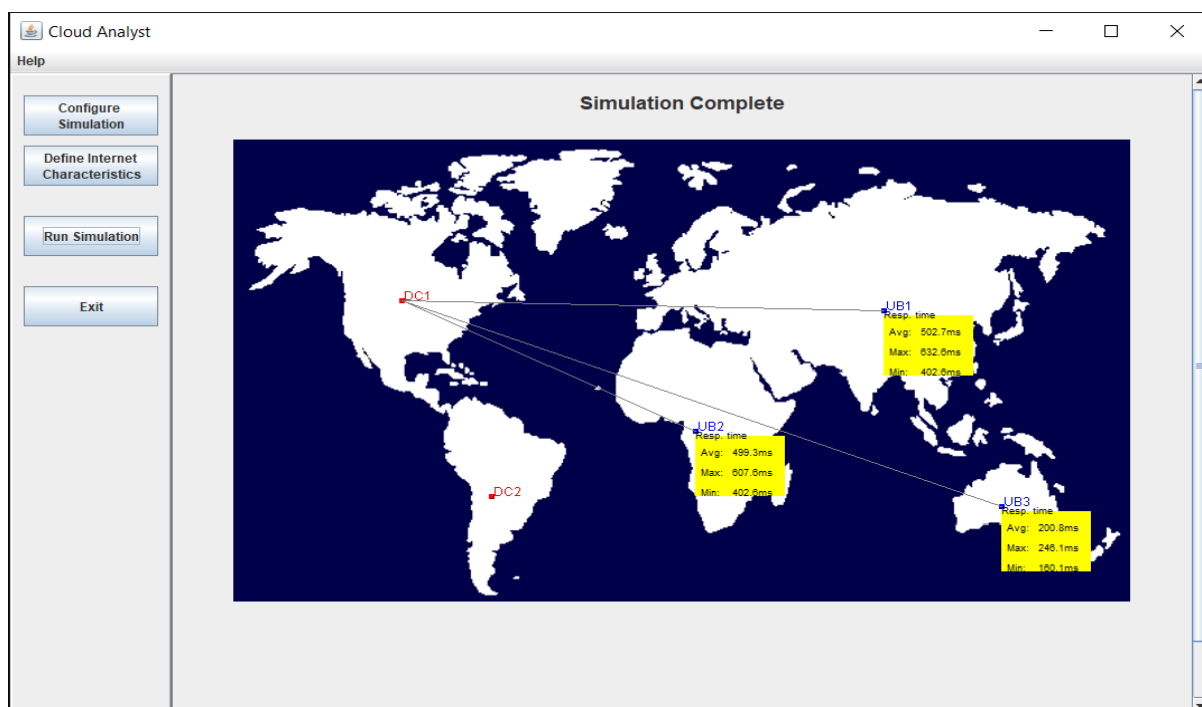 Cloud Analyst
Help
Configure
Simulation
Define Internet
Characteristics
Run Simulation
Exit
Simulation Complete
DC1
UB1
Resp. time
Avg: 502.7ms
Max: 632.6ms
Min: 402.6ms
UB2
Resp. time
Avg: 499.3ms
Max: 607.6ms
Min: 402.6ms
DC2
UB3
Resp. time
Avg: 200.8ms
Max: 246.1ms
Min: 160.1ms